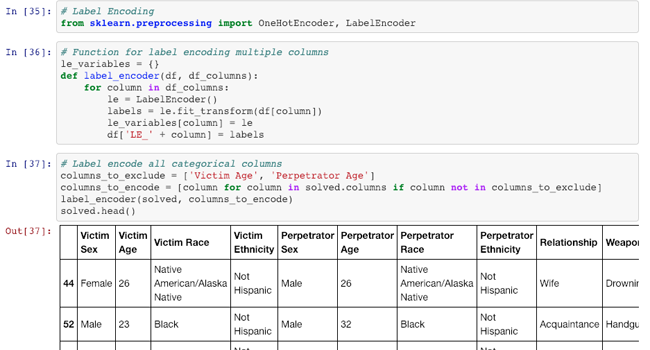 In [35]: # Label Encoding
from sklearn.preprocessing import OneHotEncoder, LabelEncoder
In [36]: # Function for label encoding multiple columns
le_variables = {}
def label_encoder(df, df_columns):
for column in df_columns:
le = LabelEncoder()
labels = le.fit_transform(df[column])
le_variables[column] = le
df['LE_' + column] = labels
In [37]: # Label encode all categorical columns
columns_to_exclude = ['Victim Age', 'Perpetrator Age']
columns_to_encode = [column for column in solved.columns if column not in columns_to_exclude]
label_encoder(solved, columns_to_encode)
solved.head()
Out[37]:
Victim Sex Victim Age Victim Race Victim Ethnicity Perpetrator Sex Perpetrator Age Perpetrator Race Perpetrator Ethnicity Relationship Weapo
44 Female 26 Native American/Alaska Native Not Hispanic Male 26 Native American/Alaska Native Not Hispanic Wife Drownin
52 Male 23 Black Not Hispanic Male 32 Black Not Hispanic Acquaintance Handgu